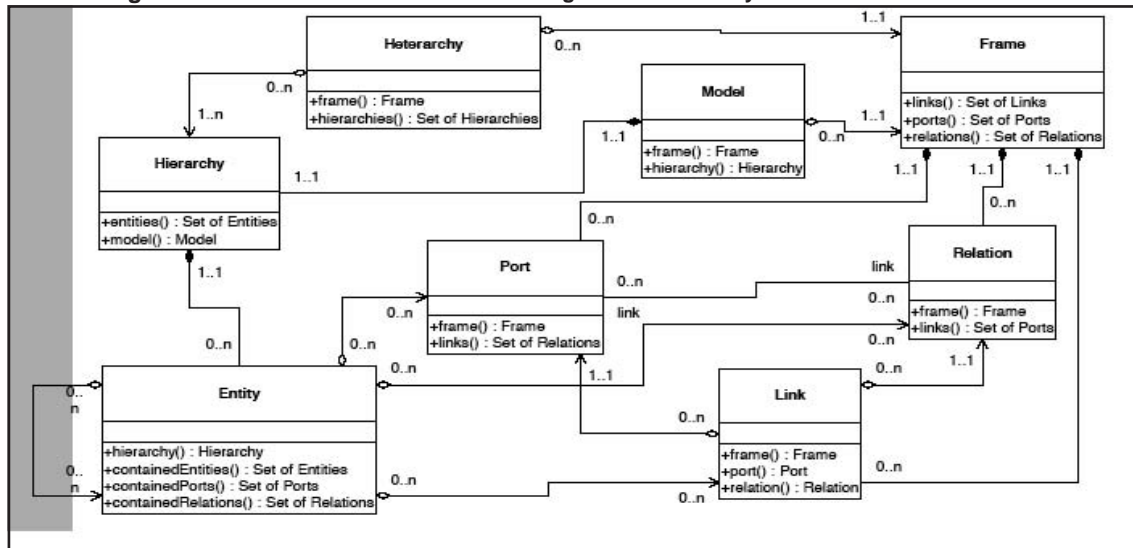 Heterarchy
+frame() : Frame
+hierarchies() : Set of Hierarchies
0..n
1..1
Frame
+links() : Set of Links
+ports() : Set of Ports
+relations() : Set of Relations
0..n
1..n
Model
+frame() : Frame
+hierarchy() : Hierarchy
1..1
0..n
1..1
Hierarchy
+entities() : Set of Entities
+model() : Model
1..1
1..1
1..1
1..1
1..1
0..n
0..n
Port
+frame() : Frame
+links() : Set of Relations
0..n
link
link
0..n
Relation
+frame() : Frame
+links() : Set of Ports
0..n
0..n
0..n
0..n
0..n
1..1
1..1
Entity
+hierarchy() : Hierarchy
+containedEntities() : Set of Entities
+containedPorts() : Set of Ports
+containedRelations() : Set of Relations
0..
n
0..
n
Link
+frame() : Frame
+port() : Port
+relation() : Relation
0..n
0..n
0..n
0..n
0..n